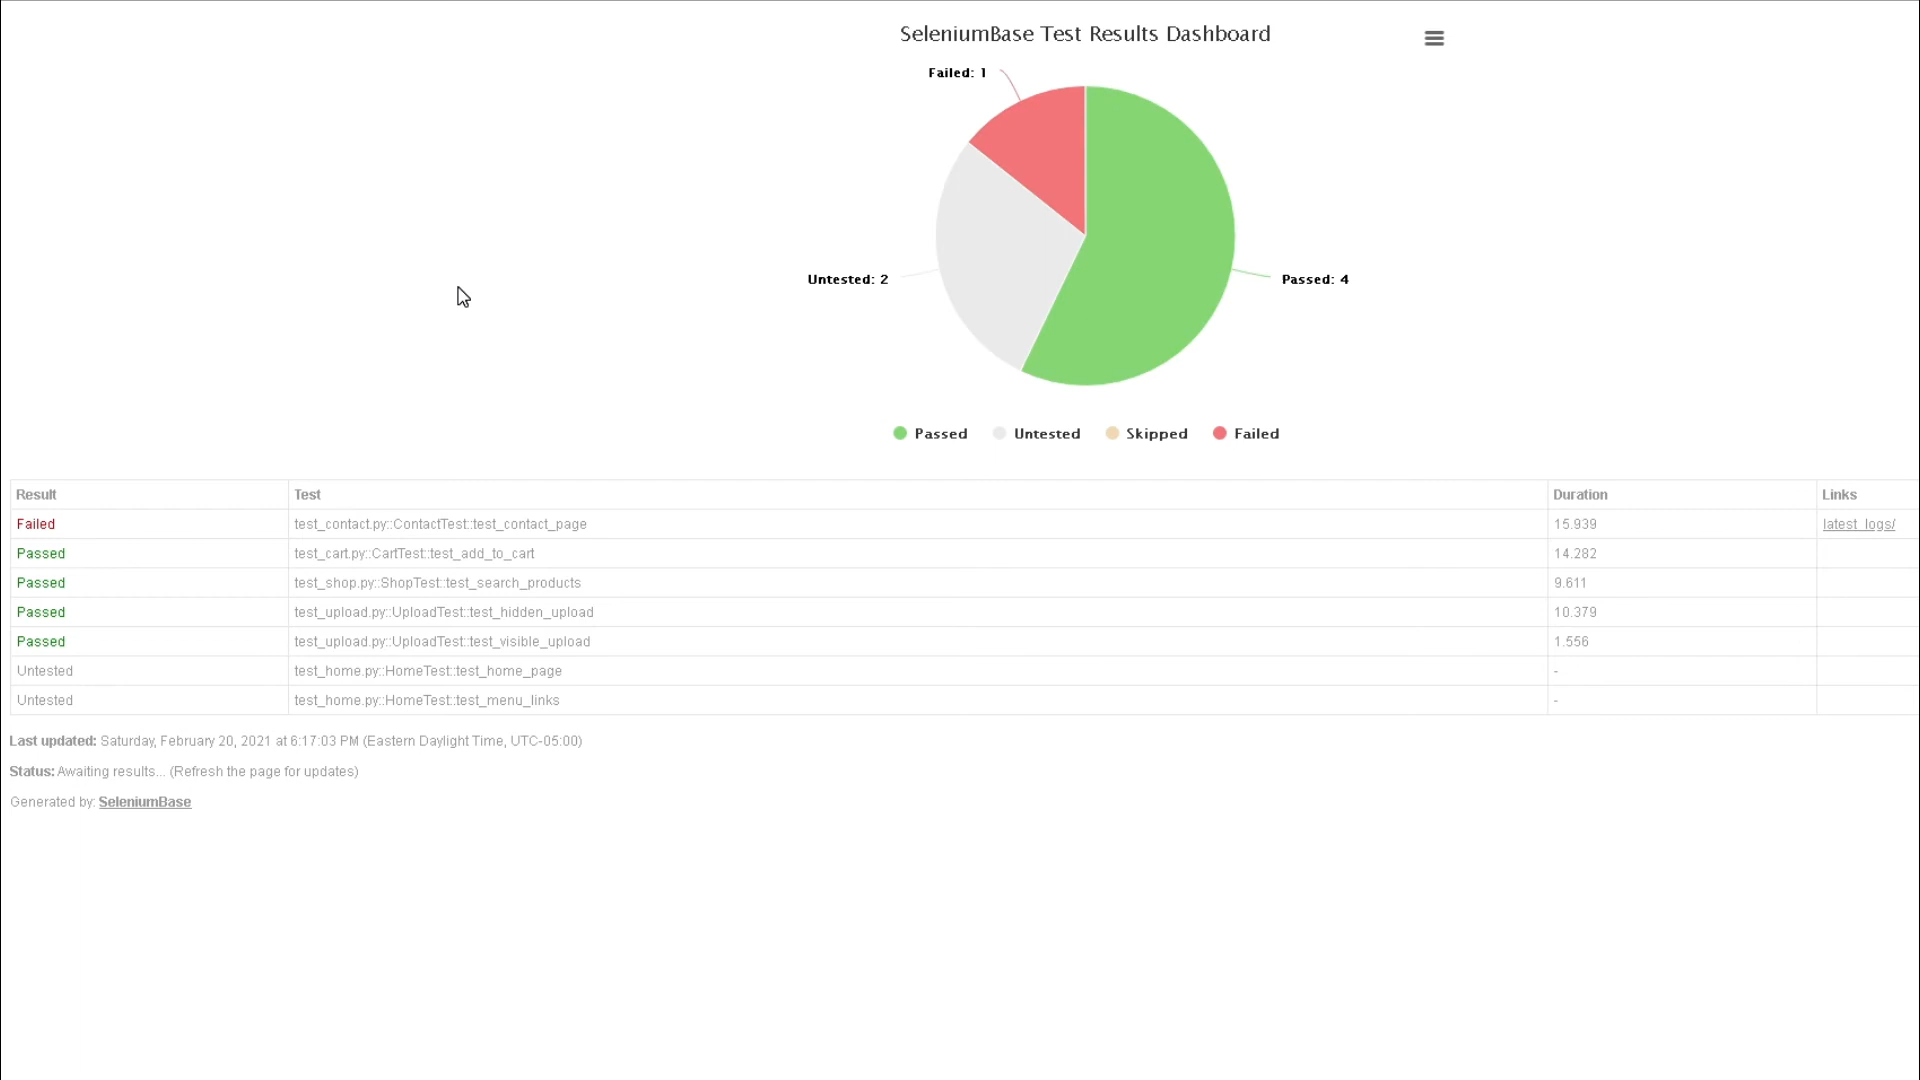 SeleniumBase Test Results Dashboard
Failed: 1
Untested: 2
Passed: 4
Passed Untested Skipped Failed
Result Test Duration Links
Failed test_contact.py::ContactTest::test_contact_page 15.939 latest_logs/
Passed test_cart.py::CartTest::test_add_to_cart 14.282
Passed test_shop.py::ShopTest::test_search_products 9.611
Passed test_upload.py::UploadTest::test_hidden_upload 10.379
Passed test_upload.py::UploadTest::test_visible_upload 1.556
Untested test_home.py::HomeTest::test_home_page -
Untested test_home.py::HomeTest::test_menu_links -
Last updated: Saturday, February 20, 2021 at 6:17:03 PM (Eastern Daylight Time, UTC-05:00)
Status: Awaiting results... (Refresh the page for updates)
Generated by: SeleniumBase